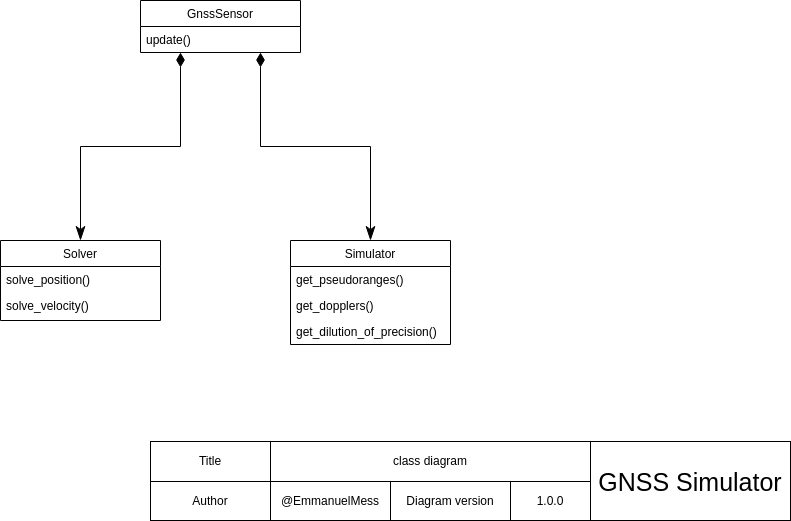 GnssSensor
update()
Solver
solve_position()
solve_velocity()
Simulator
get_pseudoranges()
get_dopplers()
get_dilution_of_precision()
Title
class diagram
GNSS Simulator
Author
@EmmanuelMess
Diagram version
1.0.0